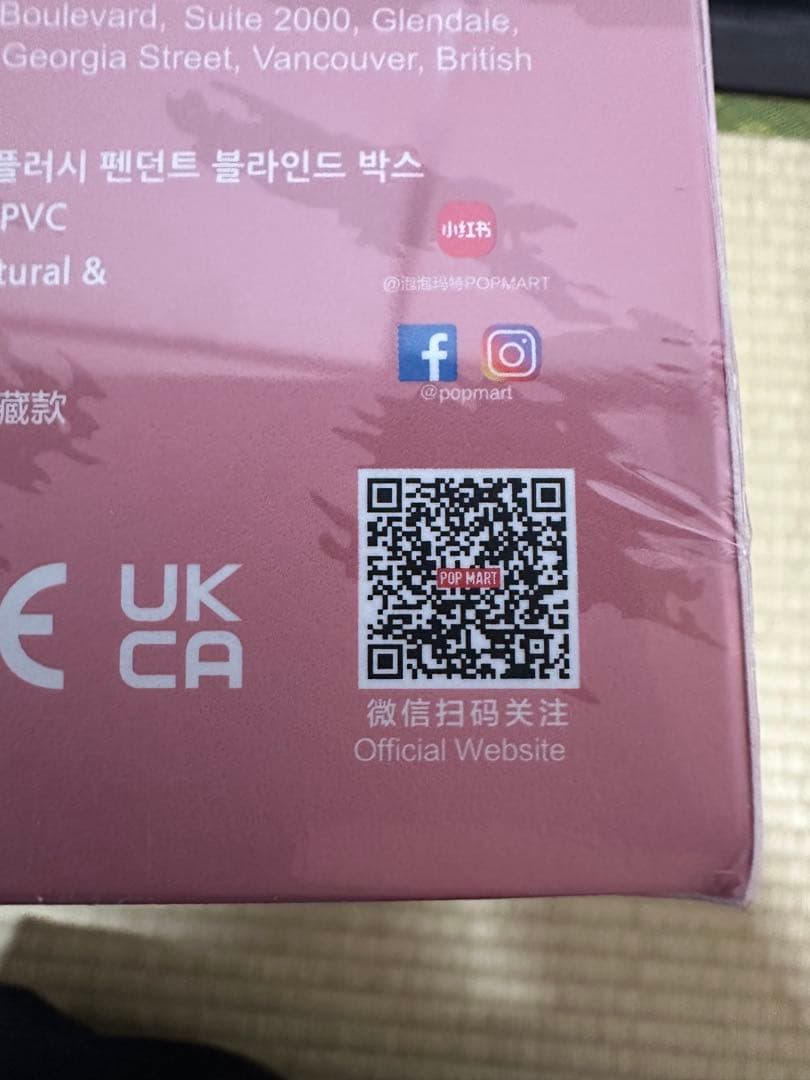 Boulevard, Suite 2000, Glendale,
Georgia Street, Vancouver, British
플러시 펜던트 블라인드 박스
PVC
tural &
小红书
@泡泡玛特POPMART
@popmart
藏款
POP MART
CE
UK
CA
微信扫码关注
Official Website